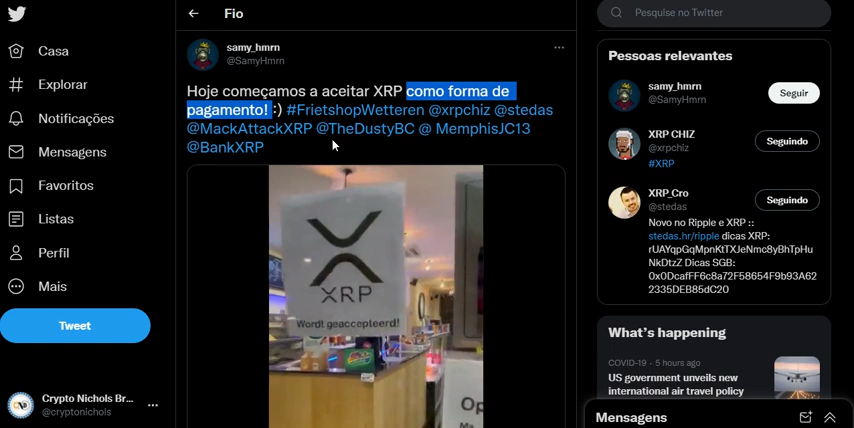 Casa
Explorar
Notificações
Mensagens
Favoritos
Listas
Perfil
Mais
Tweet
Crypto Nichols Br...
@cryptonichols
Fio
samy_hmrn
@SamyHmrn
Hoje começamos a aceitar XRP como forma de
pagamento! :) #FrietshopWetteren @xrpchiz @stedas
@MackAttackXRP @TheDustyBC @ MemphisJC13
@BankXRP
XRP
Wordt geaccepteerd!
Pesquise no Twitter
Pessoas relevantes
samy_hmrn
@SamyHmrn
Seguir
XRP CHIZ
@xrpchiz
Seguindo
#XRP
XRP_Cro
@stedas
Seguindo
Novo no Ripple e XRP ::
stedas.hr/ripple dicas XRP:
rUAYqpGqMpnKtTXJeNmc8yBhTpHu
NkDtzZ Dicas SGB:
0x0DcafFF6c8a72F58654F9b93A62
2335DEB85dC20
What's happening
COVID-19 · 5 hours ago
US government unveils new
international air travel policy
Mensagens